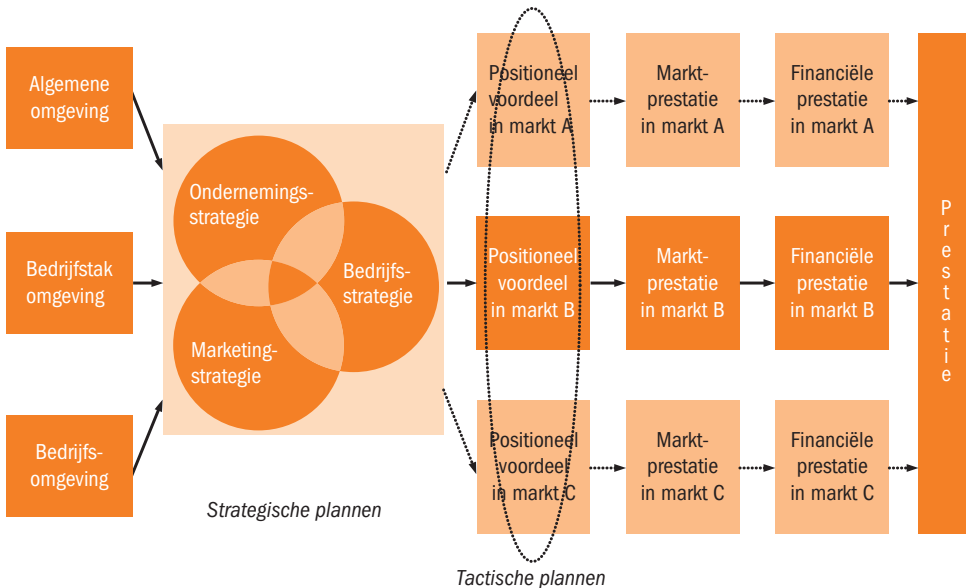 Algemene
omgeving
Bedrijfstak
omgeving
Bedrijfs-
omgeving
Ondernemings-
strategie
Bedrijfs-
strategie
Marketing-
strategie
Strategische plannen
Positioneel
voordeel
in markt A
Markt-
prestatie
in markt A
Financiële
prestatie
in markt A
Positioneel
voordeel
in markt B
Markt-
prestatie
in markt B
Financiële
prestatie
in markt B
Positioneel
voordeel
in markt C
Markt-
prestatie
in markt C
Financiële
prestatie
in markt C
Tactische plannen
Prestatie